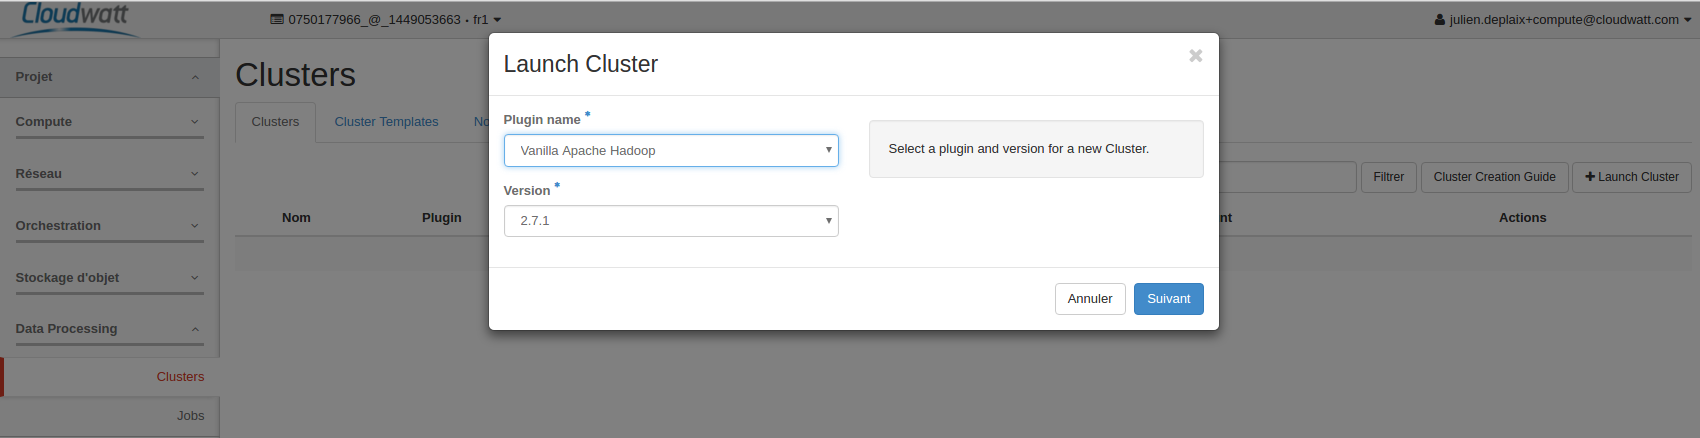 Cloudwatt
0750177966_@_1449053663 • fr1
julien.deplaix+compute@cloudwatt.com
Projet
Compute
Réseau
Orchestration
Stockage d'objet
Data Processing
Clusters
Jobs
Clusters
Clusters Cluster Templates No
Filtrer Cluster Creation Guide Launch Cluster
Nom Plugin nt Actions
Launch Cluster
×
Plugin name *
Vanilla Apache Hadoop
Version *
2.7.1
Select a plugin and version for a new Cluster.
Annuler Suivant